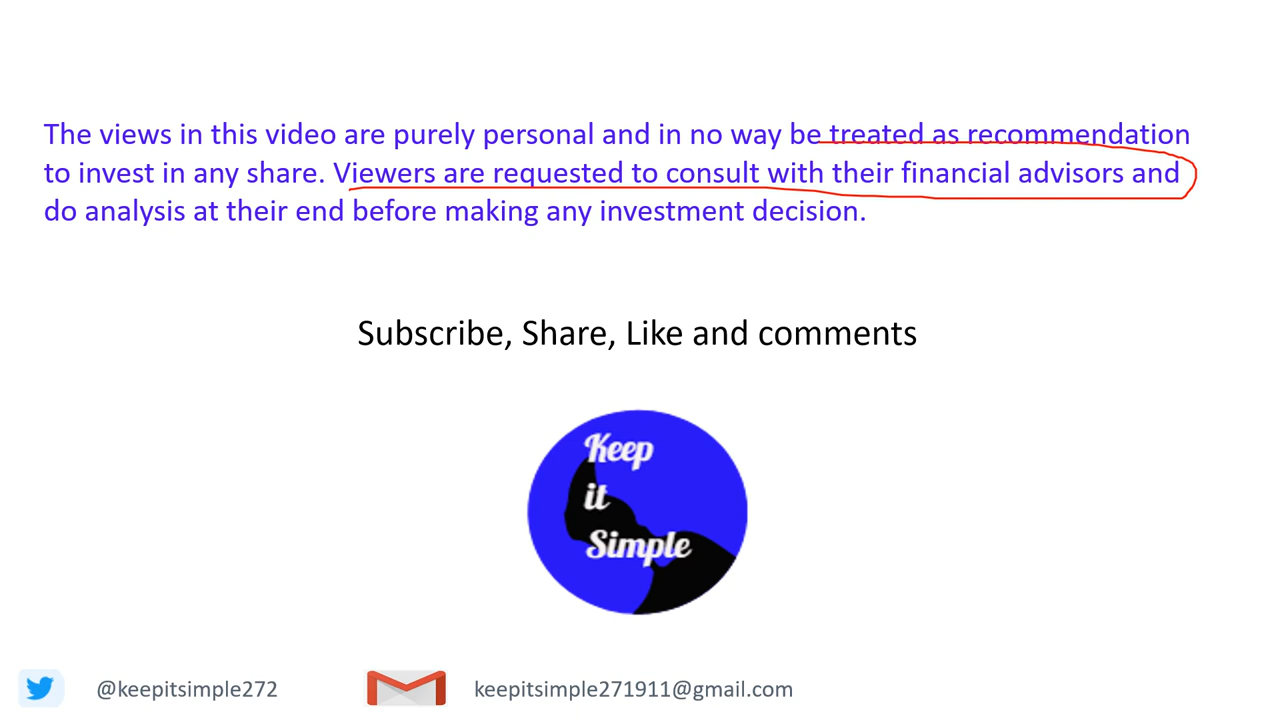 The views in this video are purely personal and in no way be treated as recommendation
to invest in any share. Viewers are requested to consult with their financial advisors and
do analysis at their end before making any investment decision.
Subscribe, Share, Like and comments
Keep
it
Simple
@keepitsimple272
keepitsimple271911@gmail.com